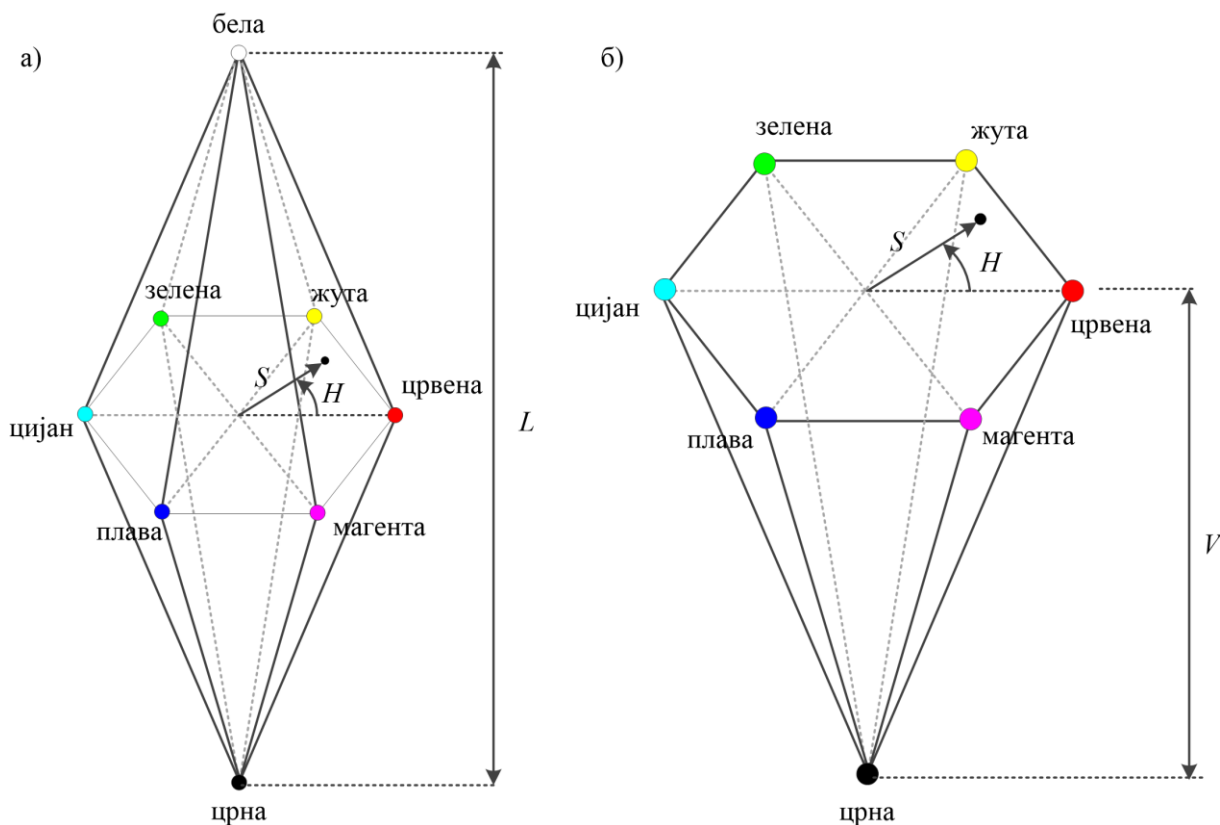 а)
бела
зелена
жута
S
H
цијан
црвена
L
плава
магента
црна
б)
зелена
жута
S
H
цијан
црвена
плава
магента
V
црна